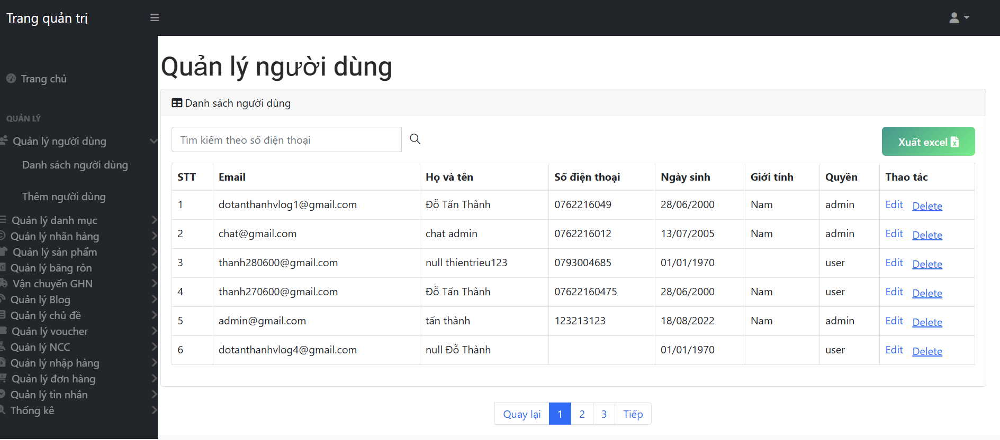 Trang quản trị
Trang chủ
QUẢN LÝ
Quản lý người dùng
Danh sách người dùng
Thêm người dùng
Quản lý danh mục
Quản lý nhãn hàng
Quản lý sản phẩm
Quản lý băng rôn
Vận chuyển GHN
Quản lý Blog
Quản lý chủ đề
Quản lý voucher
Quản lý NCC
Quản lý nhập hàng
Quản lý đơn hàng
Quản lý tin nhắn
Thống kê
Quản lý người dùng
Danh sách người dùng
Tìm kiếm theo số điện thoại
Xuất excel
STT Email Họ và tên Số điện thoại Ngày sinh Giới tính Quyền Thao tác
1 dotanthanhvlog1@gmail.com Đỗ Tấn Thành 0762216049 28/06/2000 Nam admin Edit Delete
2 chat@gmail.com chat admin 0762216012 13/07/2005 Nam admin Edit Delete
3 thanh280600@gmail.com null thientrieu123 0793004685 01/01/1970 user Edit Delete
4 thanh270600@gmail.com Đỗ Tấn Thành 07622160475 28/06/2000 Nam user Edit Delete
5 admin@gmail.com tấn thành 123213123 18/08/2022 Nam admin Edit Delete
6 dotanthanhvlog4@gmail.com null Đỗ Thành 01/01/1970 user Edit Delete
Quay lại 1 2 3 Tiếp